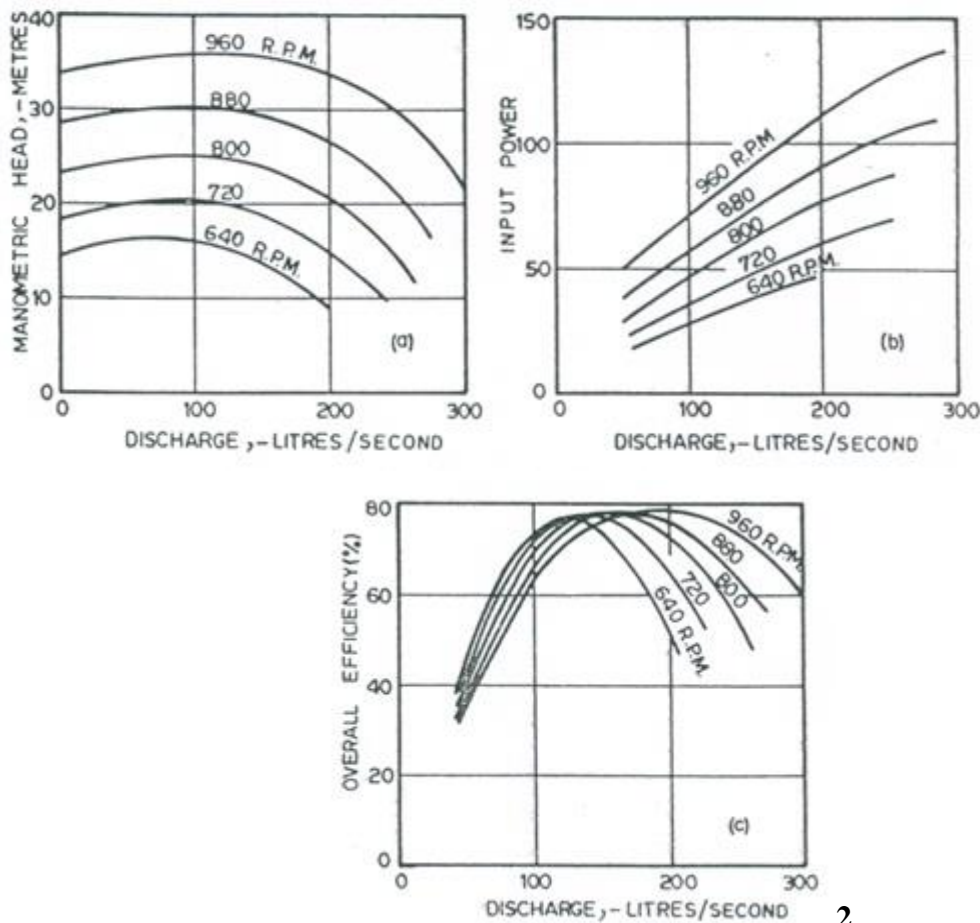 MANOMETRIC HEAD,-METRES
40
30
20
10
0
960 R.P.M.
880
800
720
640 R.P.M.
(a)
0 100 200 300
DISCHARGE,-LITRES/SECOND
INPUT POWER
150
100
50
0
960 R.P.M
880
800
720
640 R.P.M.
(b)
0 100 200 300
DISCHARGE,-LITRES/SECOND
OVERALL EFFICIENCY(%)
80
60
40
20
0
960 R.P.M.
880
800
720
640 R.P.M.
(c)
0 100 200 300
DISCHARGE,-LITRES/SECOND
2